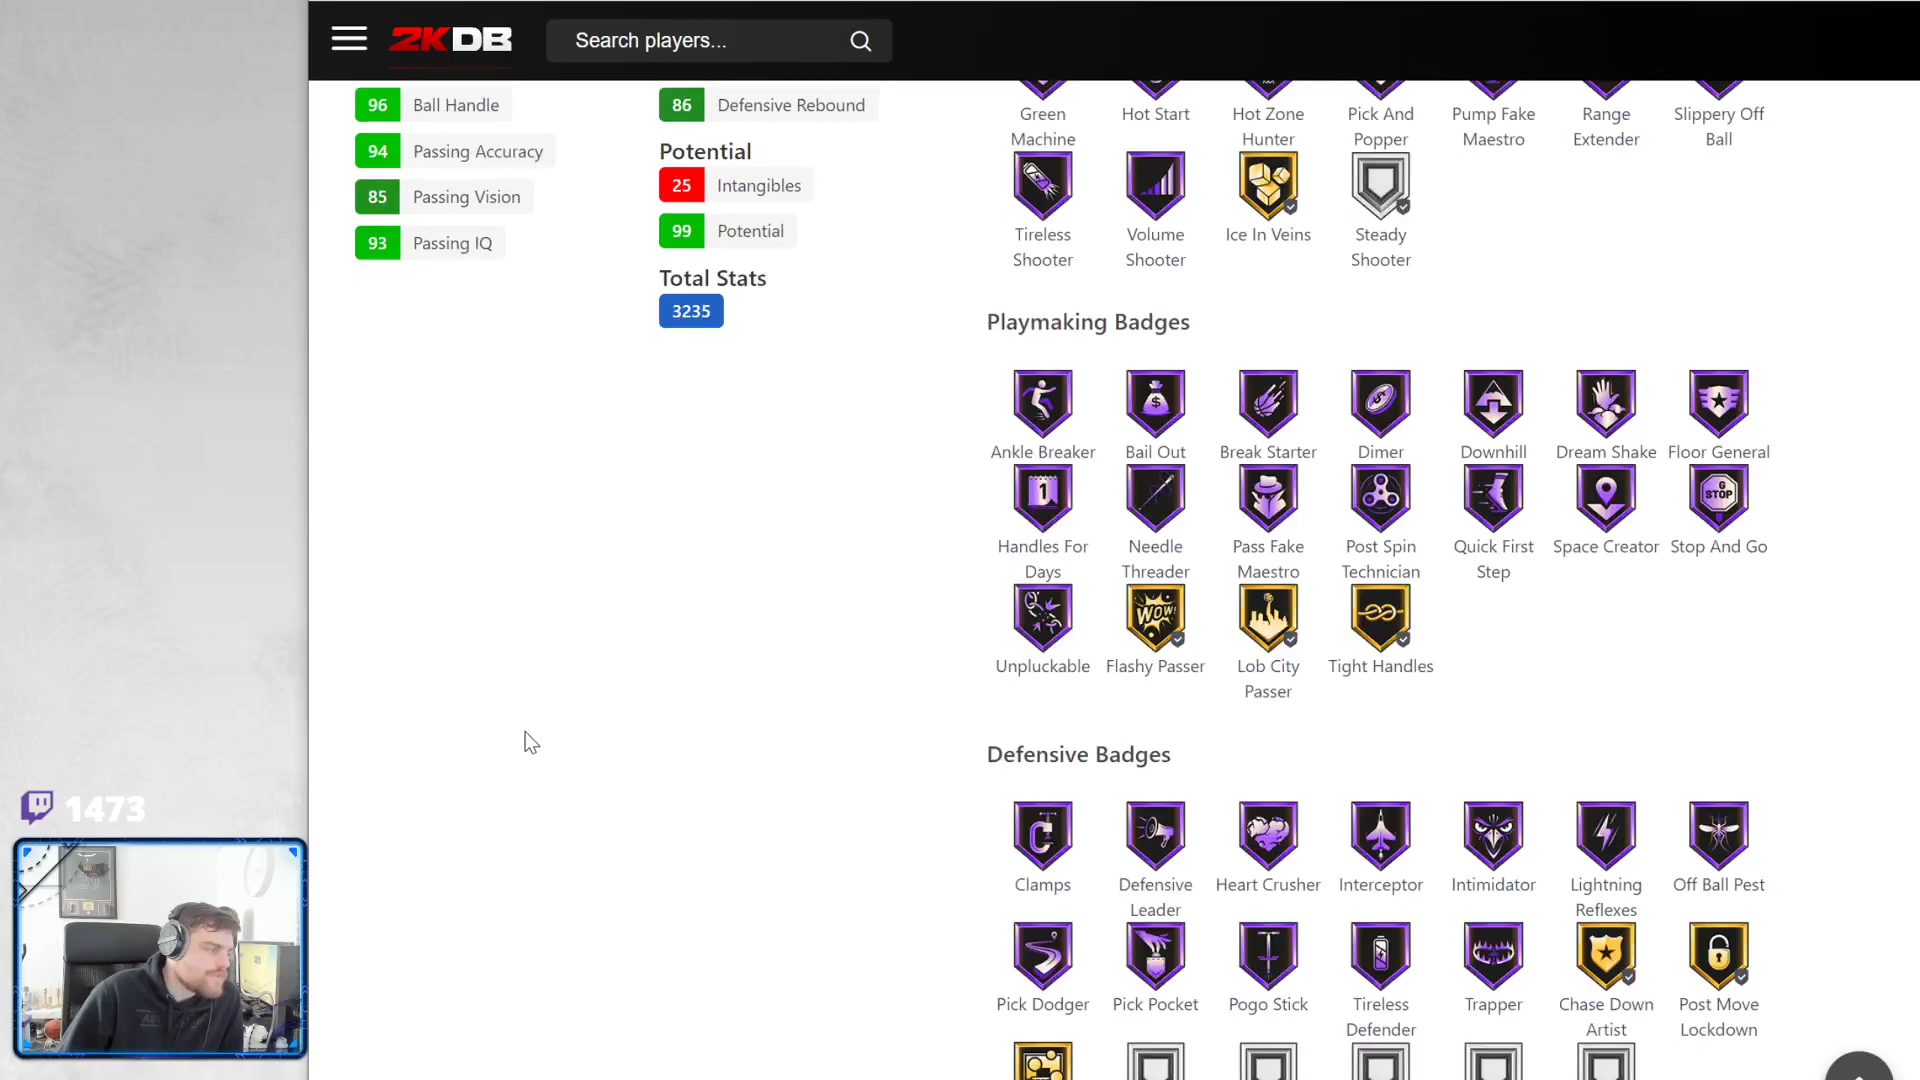 2KDB
Search players...
96 Ball Handle
94 Passing Accuracy
85 Passing Vision
93 Passing IQ
86 Defensive Rebound
Potential
25 Intangibles
99 Potential
Total Stats
3235
Green Machine
Hot Start
Hot Zone Hunter
Pick And Popper
Pump Fake Maestro
Range Extender
Slippery Off Ball
Tireless Shooter
Volume Shooter
Ice In Veins
Steady Shooter
Playmaking Badges
Ankle Breaker
Bail Out
Break Starter
Dimer
Downhill
Dream Shake
Floor General
1
G STOP
Handles For Days
Needle Threader
Pass Fake Maestro
Post Spin Technician
Quick First Step
Space Creator
Stop And Go
WOW!
Unpluckable
Flashy Passer
Lob City Passer
Tight Handles
Defensive Badges
Clamps
Defensive Leader
Heart Crusher
Interceptor
Intimidator
Lightning Reflexes
Off Ball Pest
Pick Dodger
Pick Pocket
Pogo Stick
Tireless Defender
Trapper
Chase Down Artist
Post Move Lockdown
1473